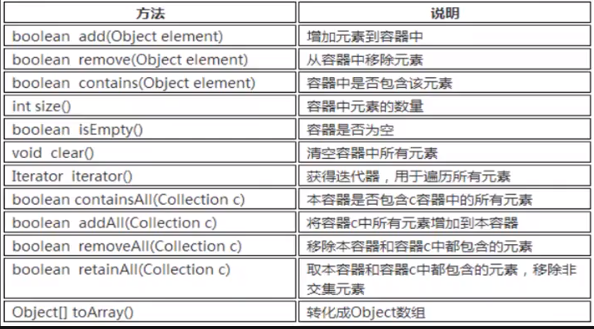 方法 说明
boolean add(Object element) 增加元素到容器中
boolean remove(Object element) 从容器中移除元素
boolean contains(Object element) 容器中是否包含该元素
int size() 容器中元素的数量
boolean isEmpty() 容器是否为空
void clear() 清空容器中所有元素
Iterator iterator() 获得迭代器，用于遍历所有元素
boolean containsAll(Collection c) 本容器是否包含c容器中的所有元素
boolean addAll(Collection c) 将容器c中所有元素增加到本容器
boolean removeAll(Collection c) 移除本容器和容器c中都包含的元素
boolean retainAll(Collection c) 取本容器和容器c中都包含的元素，移除非
交集元素
Object[] toArray() 转化成Object数组